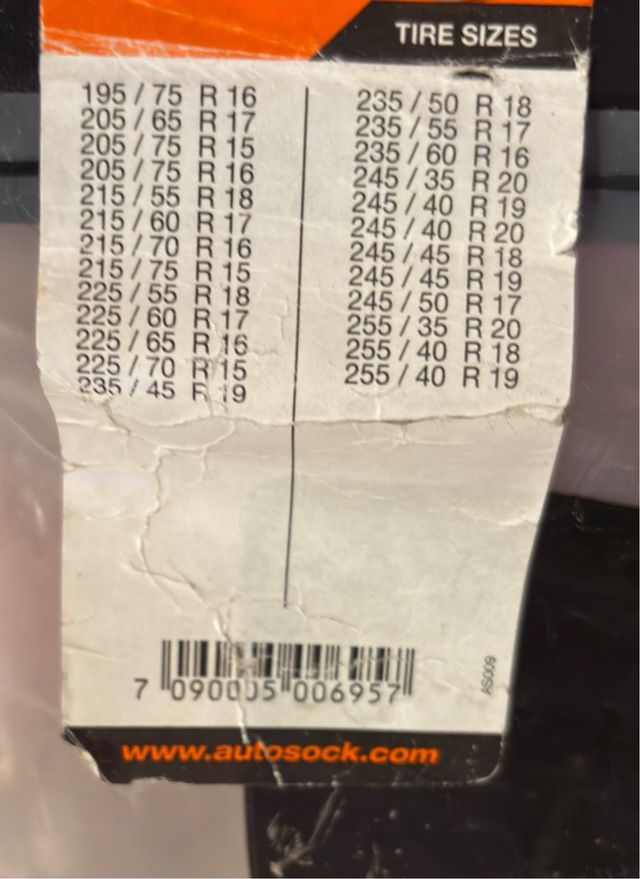 TIRE SIZES
195 / 75 R 16
205 / 65 R 17
205 / 75 R 15
205 / 75 R 16
215 / 55 R 18
215 / 60 R 17
215 / 70 R 16
215 / 75 R 15
225 / 55 R 18
225 / 60 R 17
225 / 65 R 16
225 / 70 R 15
235 / 45 R 19
235 / 50 R 18
235 / 55 R 17
235 / 60 R 16
245 / 35 R 20
245 / 40 R 19
245 / 40 R 20
245 / 45 R 18
245 / 45 R 19
245 / 50 R 17
255 / 35 R 20
255 / 40 R 18
255 / 40 R 19
7 090005 006957
AS009
www.autosock.com